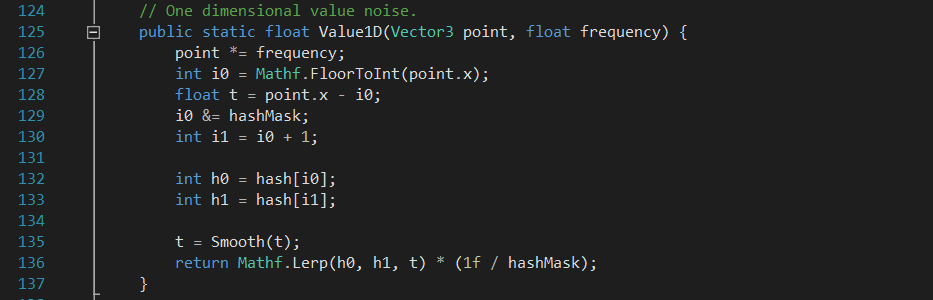 124 // One dimensional value noise.
125 public static float Value1D(Vector3 point, float frequency) {
126 point *= frequency;
127 int i0 = Mathf.FloorToInt(point.x);
128 float t = point.x - i0;
129 i0 &= hashMask;
130 int i1 = i0 + 1;
131
132 int h0 = hash[i0];
133 int h1 = hash[i1];
134
135 t = Smooth(t);
136 return Mathf.Lerp(h0, h1, t) * (1f / hashMask);
137 }